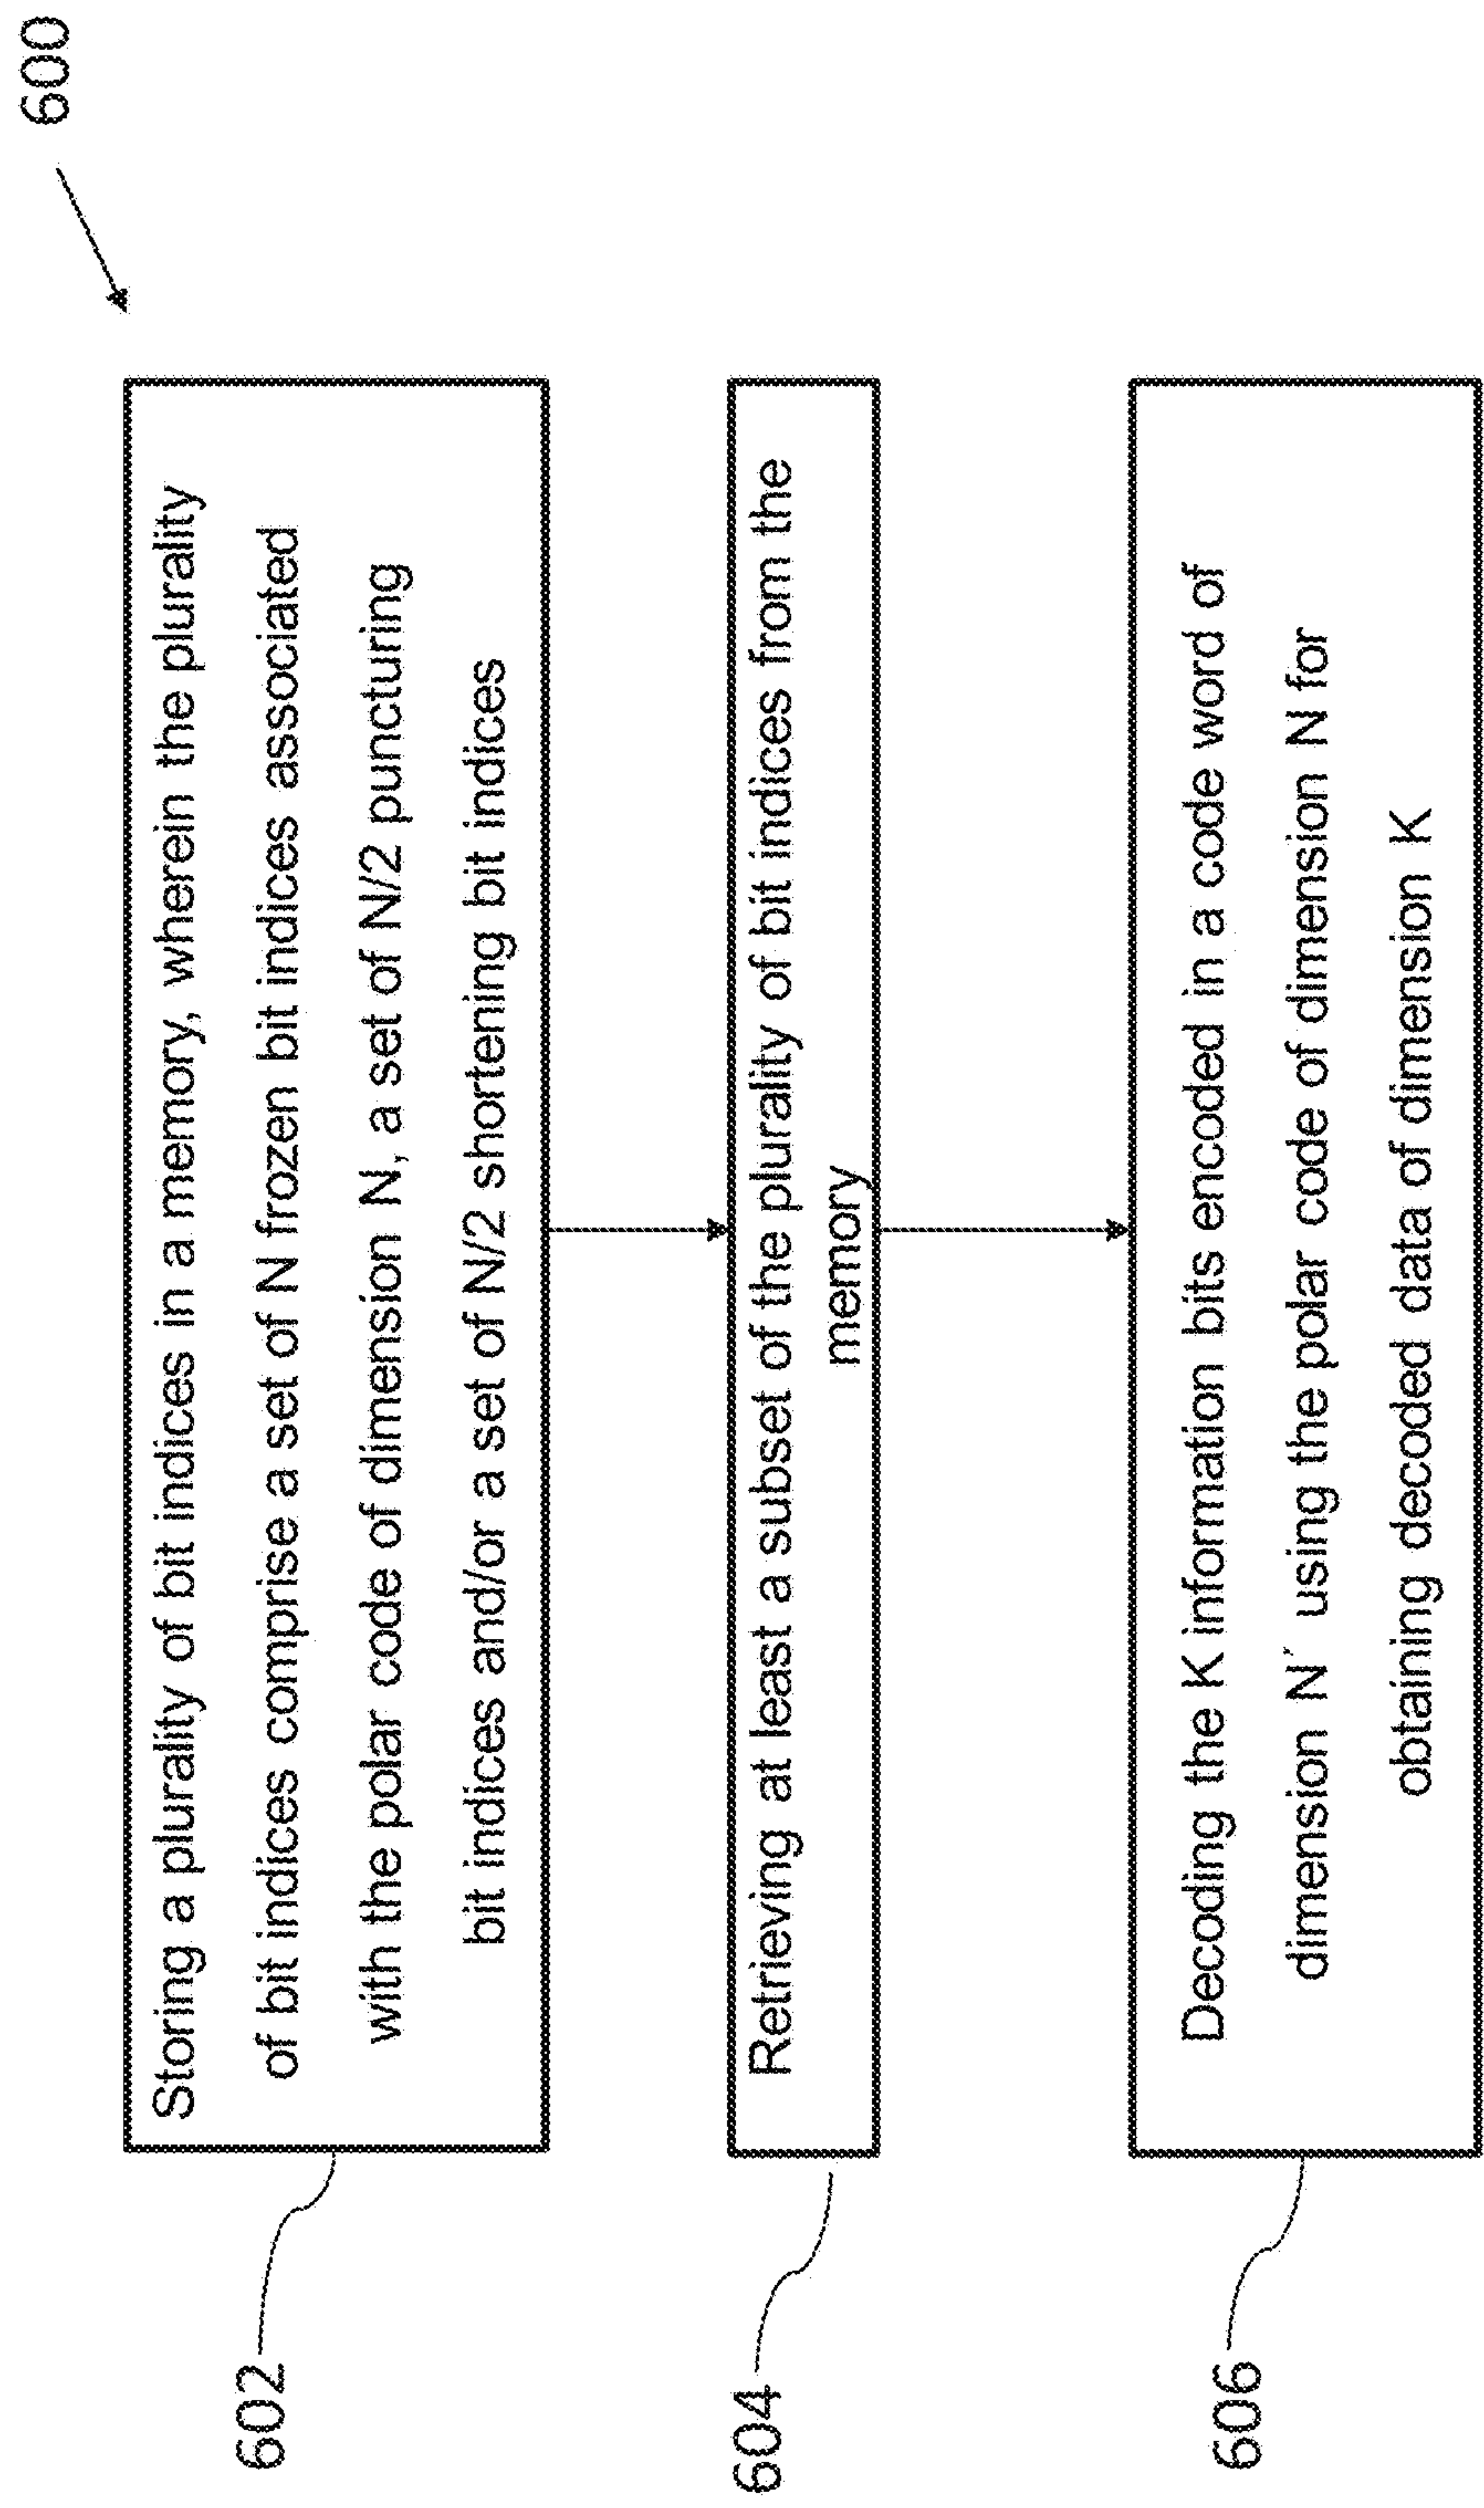 600
602
Storing a plurality of bit indices in a memory, wherein the plurality
of bit indices comprise a set of N frozen bit indices associated
with the polar code of dimension N, a set of N/2 puncturing
bit indices and/or a set of N/2 shortening bit indices
604
Retrieving at least a subset of the plurality of bit indices from the
memory
606
Decoding the K information bits encoded in a code word of
dimension N´ using the polar code of dimension N for
obtaining decoded data of dimension K